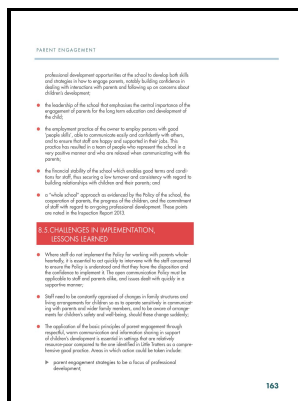 PARENT ENGAGEMENT
professional development opportunities at the school to develop both skills
and strategies in how to engage parents, notably building confidence in
dealing with interactions with parents and following up on concerns about
children's development;
the leadership of the school that emphasizes the central importance of the
engagement of parents for the long term education and development of
the child;
the employment practice of the owner to employ persons with good
'people skills', able to communicate easily and confidently with others,
and to ensure that staff are happy and supported in their jobs. This
practice has resulted in a team of people who represent the school in a
very positive manner and who are relaxed when communicating with the
parents;
the financial stability of the school which enables good terms and condi-
tions for staff, thus securing a low turnover and consistency with regard to
building relationships with children and their parents; and
a "whole school" approach as evidenced by the Policy of the school, the
cooperation of parents, the progress of the children, and the commitment
of staff with regard to on-going professional development. These points
are noted in the Inspection Report 2013.
8.5.CHALLENGES IN IMPLEMENTATION,
LESSONS LEARNED
Where staff do not implement the Policy for working with parents whole-
heartedly, it is essential to act quickly to intervene with the staff concerned
to ensure the Policy is understood and that they have the disposition and
the confidence to implement it. The open communication Policy must be
applicable to staff and parents alike, and issues dealt with quickly in a
supportive manner;
Staff need to be constantly appraised of changes in family structures and
living arrangements for children so as to operate sensitively in communicat-
ing with parents and wider family members, and to be aware of arrange-
ments for children's safety and well-being, should these change suddenly;
The application of the basic principles of parent engagement through
respectful, warm communication and information sharing in support
of children's development is essential in settings that are relatively
resource-poor compared to the one identified in Little Trotters as a compre-
hensive good practice. Areas in which action could be taken include:
parent engagement strategies to be a focus of professional
development;
163